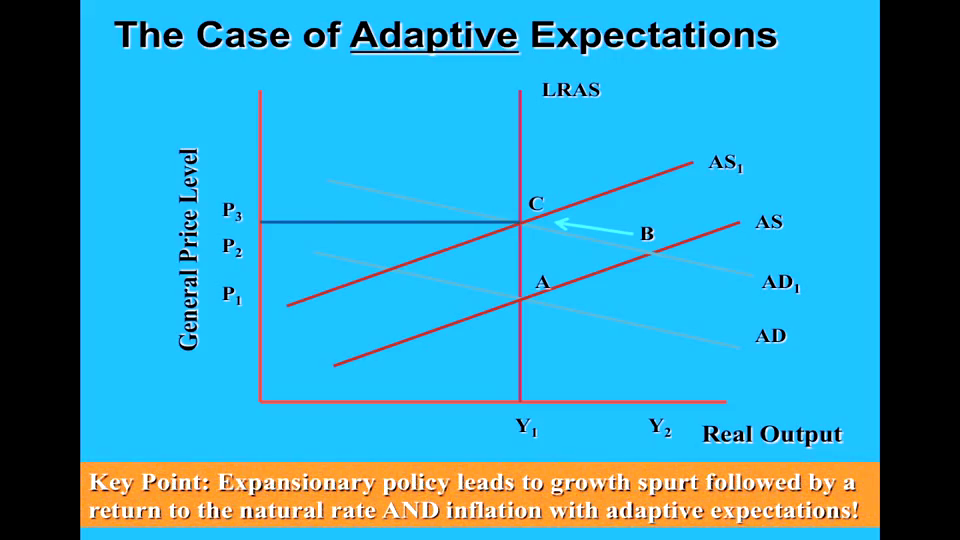 The Case of Adaptive Expectations
LRAS
AS₁
C
P₃
AS
B
P₂
A
AD₁
P₁
General Price Level
AD
Y₁
Y₂
Real Output
Key Point: Expansionary policy leads to growth spurt followed by a
return to the natural rate AND inflation with adaptive expectations!